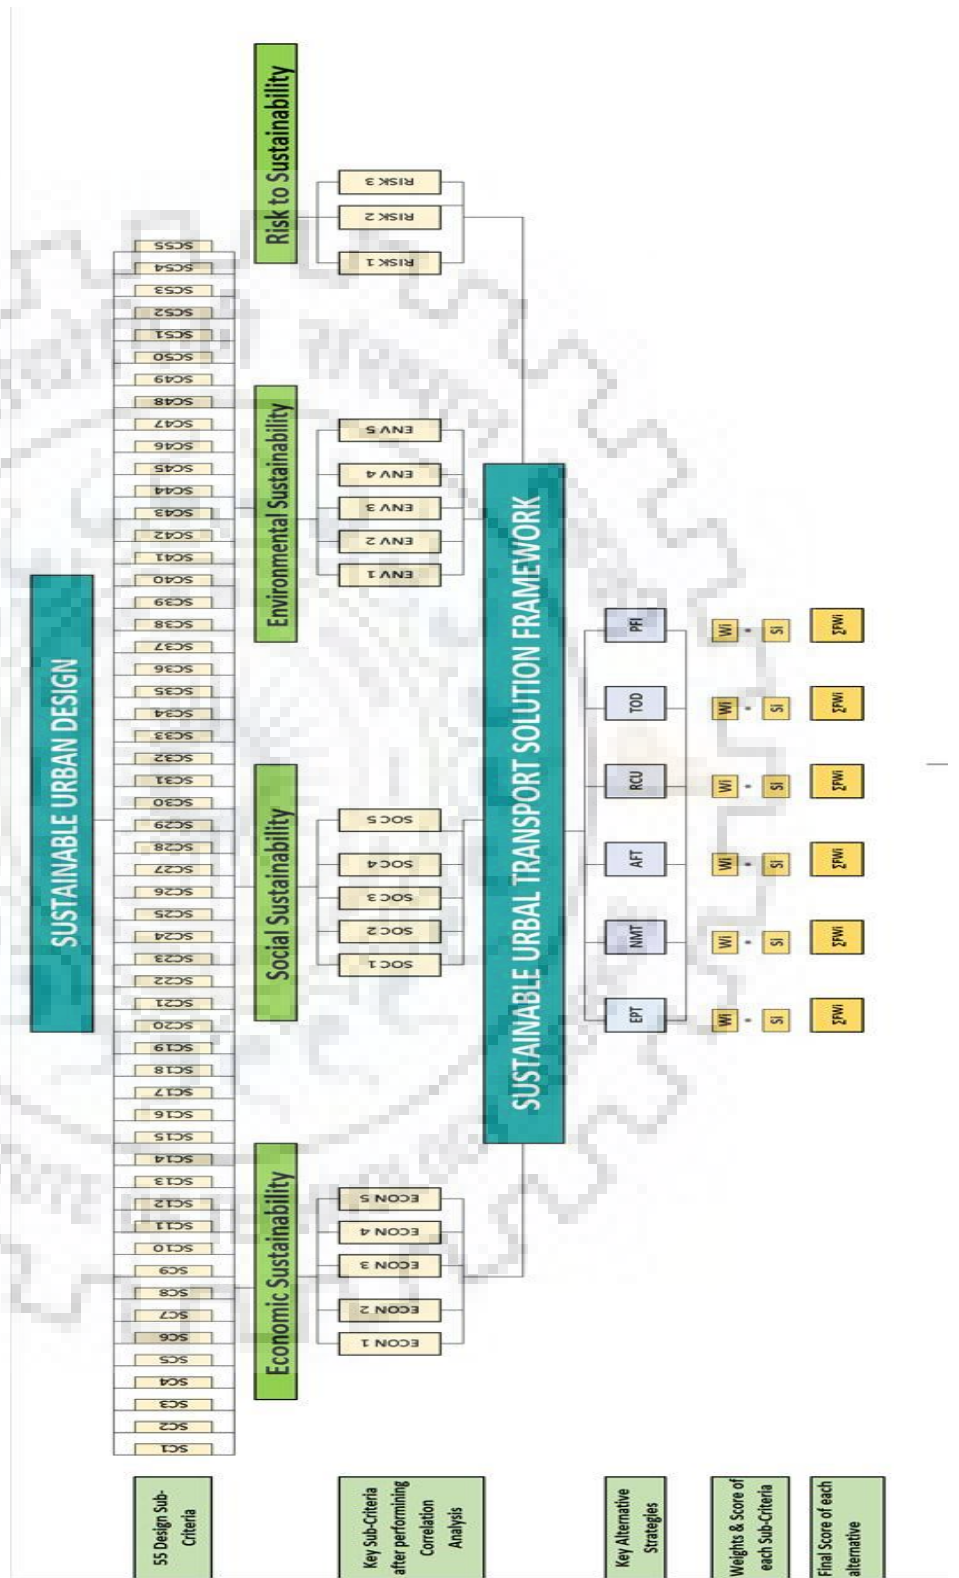 SUSTAINABLE URBAN DESIGN
55 Design Sub-
Criteria
SC1
SC2
SC3
SC4
SC5
SC6
SC7
SC8
SC9
SC10
SC11
SC12
SC13
SC14
SC15
SC16
SC17
SC18
SC19
SC20
SC21
SC22
SC23
SC24
SC25
SC26
SC27
SC28
SC29
SC30
SC31
SC32
SC33
SC34
SC35
SC36
SC37
SC38
SC39
SC40
SC41
SC42
SC43
SC44
SC45
SC46
SC47
SC48
SC49
SC50
SC51
SC52
SC53
SC54
SC55
Economic Sustainability
Social Sustainability
Environmental Sustainability
Risk to Sustainability
Key Sub-Criteria
after performining
Correlation
Analysis
ECON 1
ECON 2
ECON 3
ECON 4
ECON 5
SOC 1
SOC 2
SOC 3
SOC 4
SOC 5
ENV 1
ENV 2
ENV 3
ENV 4
ENV 5
RISK 1
RISK 2
RISK 3
SUSTAINABLE URBAL TRANSPORT SOLUTION FRAMEWORK
Key Alternative
Strategies
EPT
NMT
AFT
RCU
TOD
PFI
Weights & Score of
each Sub-Criteria
Wi
Wi
Wi
Wi
Wi
Wi
*
*
*
*
*
*
Si
Si
Si
Si
Si
Si
Final Score of each
alternative
ΣFWi
ΣFWi
ΣFWi
ΣFWi
ΣFWi
ΣFWi